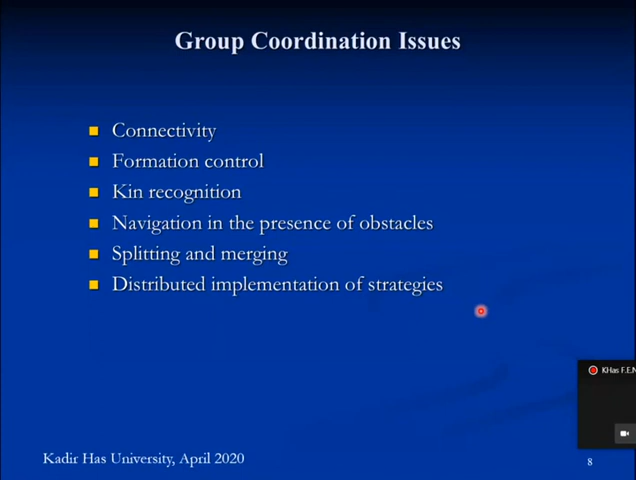 Group Coordination Issues
Connectivity
Formation control
Kin recognition
Navigation in the presence of obstacles
Splitting and merging
Distributed implementation of strategies
KHas F.E.N
Kadir Has University, April 2020
8